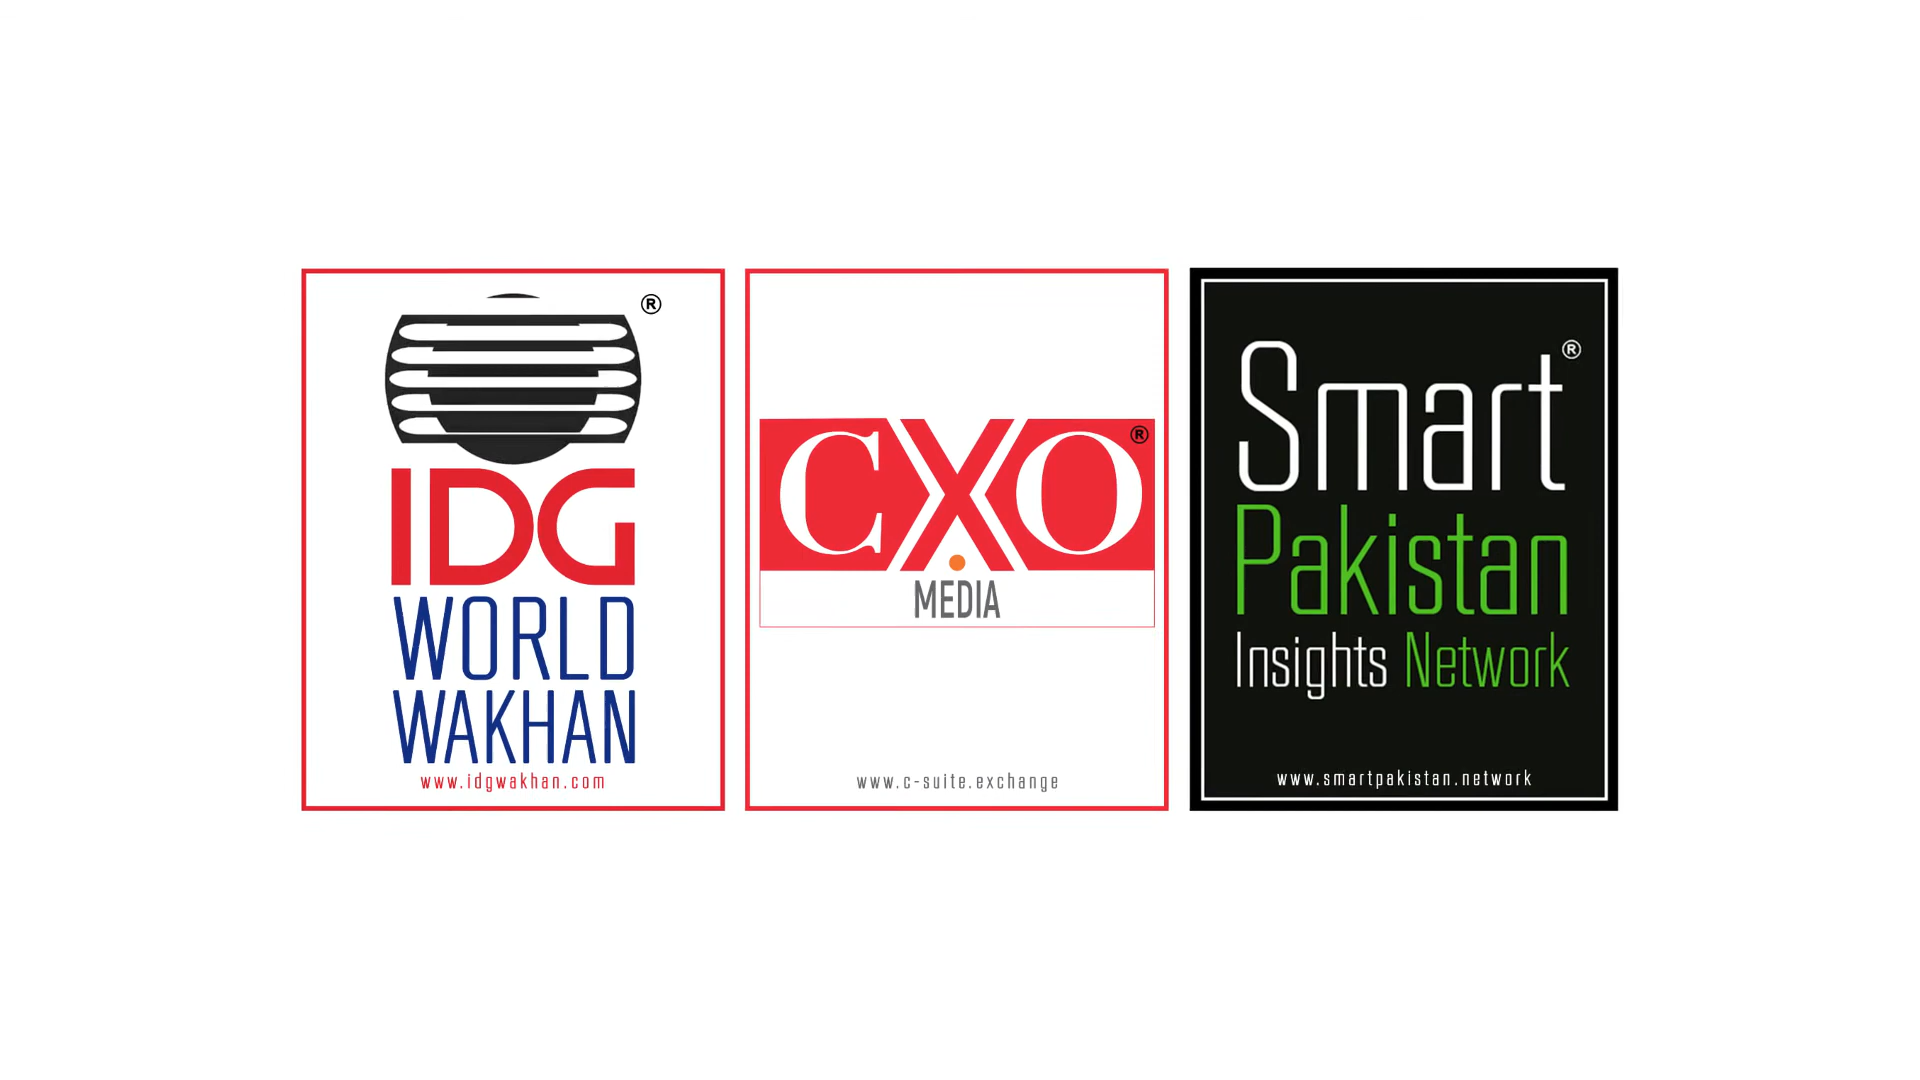 ®
IDG
WORLD
WAKHAN
www.idgwakhan.com
CXO®
MEDIA
www.c-suite.exchange
Smart®
Pakistan
Insights Network
www.smartpakistan.network